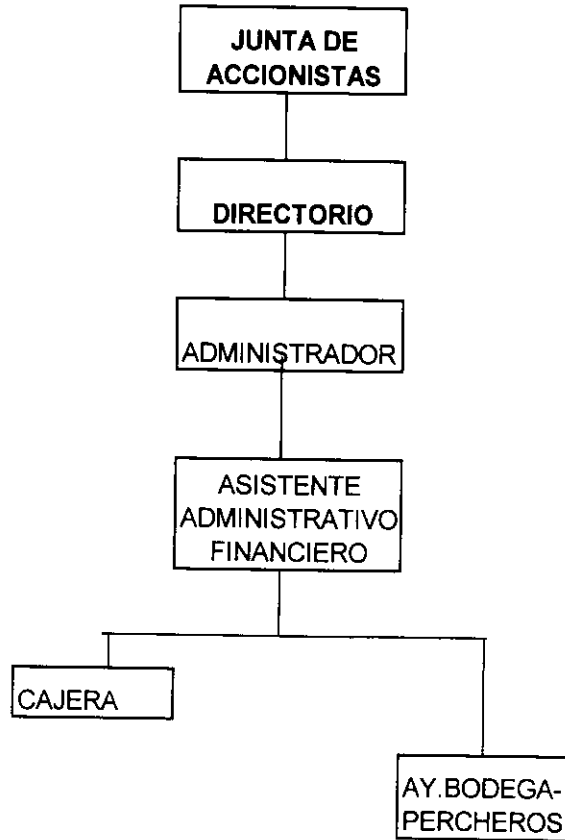 JUNTA DE
ACCIONISTAS
DIRECTORIO
ADMINISTRADOR
ASISTENTE
ADMINISTRATIVO
FINANCIERO
CAJERA
AY.BODEGA-
PERCHEROS